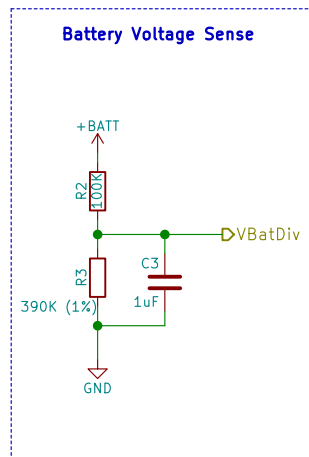 Battery Voltage Sense
+BATT
R2
100K
VBatDiv
C3
R3
1uF
390K (1%)
GND